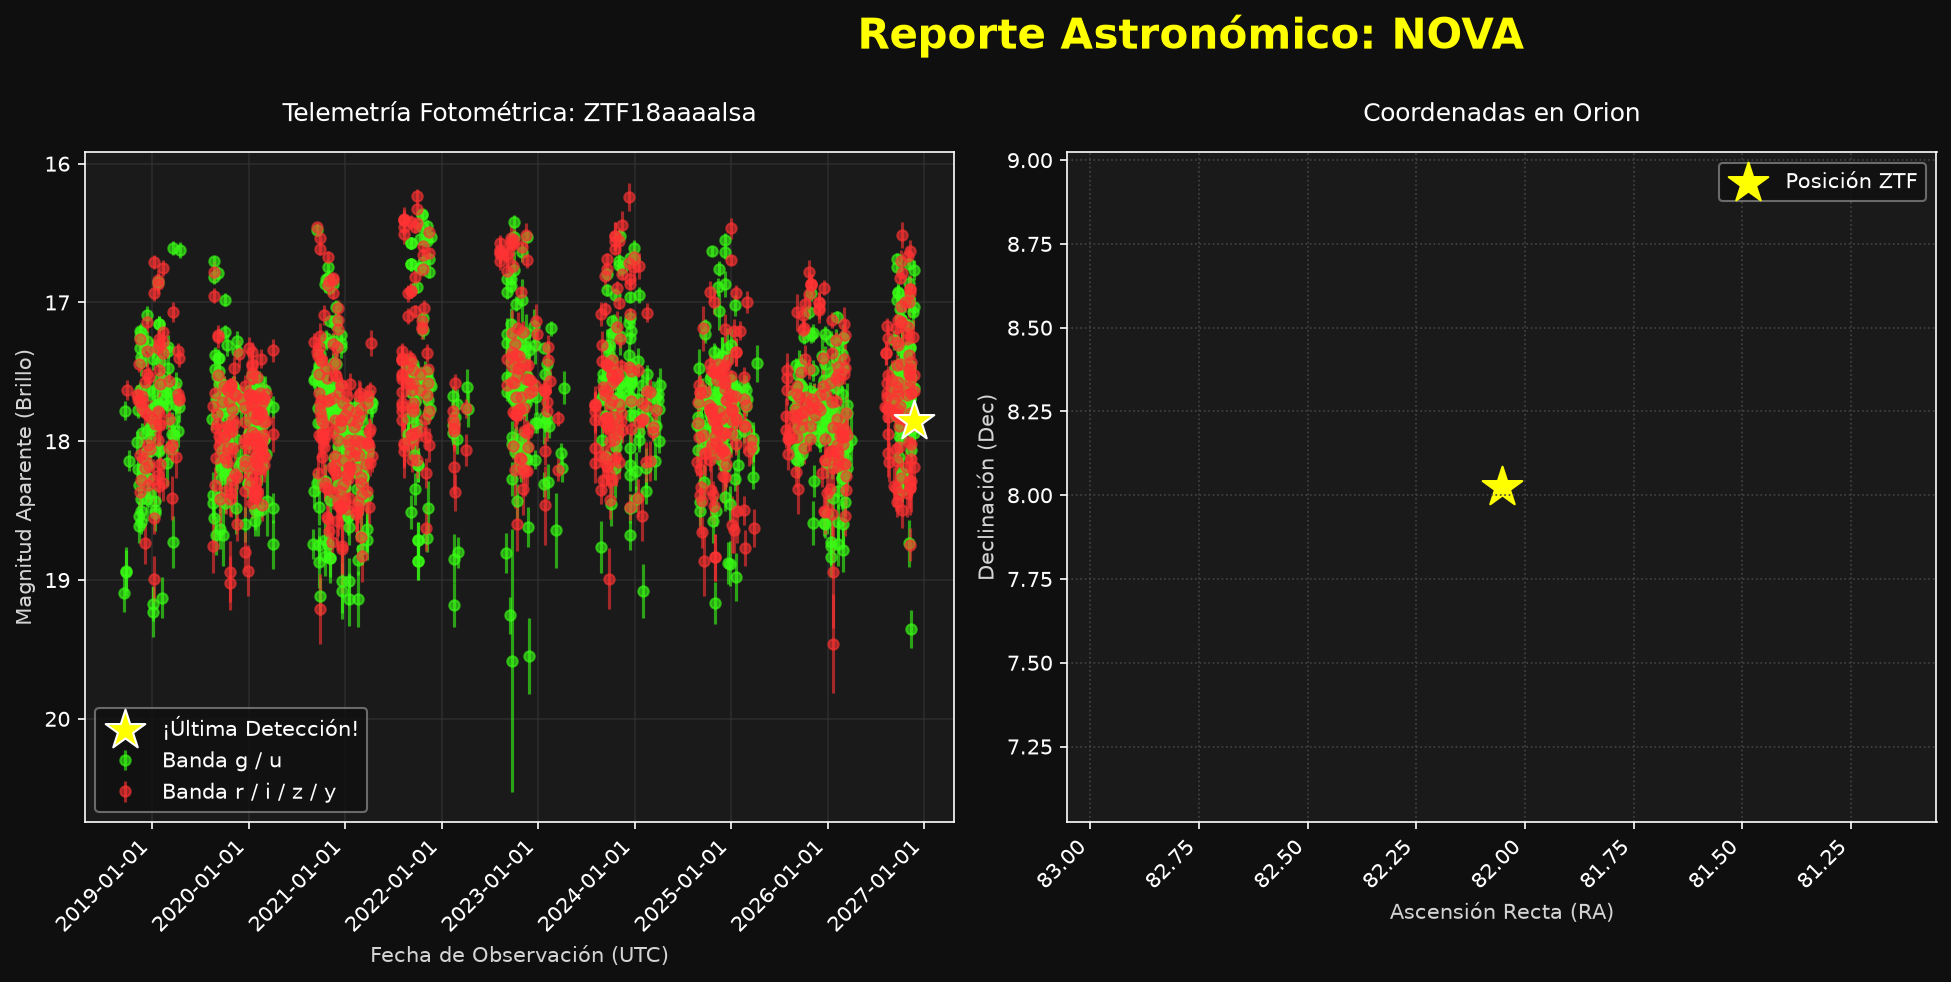 Reporte Astronómico: NOVA
Telemetría Fotométrica: ZTF18aaaalsa
Magnitud Aparente (Brillo)
16
17
18
19
20
¡Última Detección!
Banda g / u
Banda r / i / z / y
2019-01-01
2020-01-01
2021-01-01
2022-01-01
2023-01-01
2024-01-01
2025-01-01
2026-01-01
2027-01-01
Fecha de Observación (UTC)
Coordenadas en Orion
Declinación (Dec)
9.00
8.75
8.50
8.25
8.00
7.75
7.50
7.25
Posición ZTF
83.00
82.75
82.50
82.25
82.00
81.75
81.50
81.25
Ascensión Recta (RA)